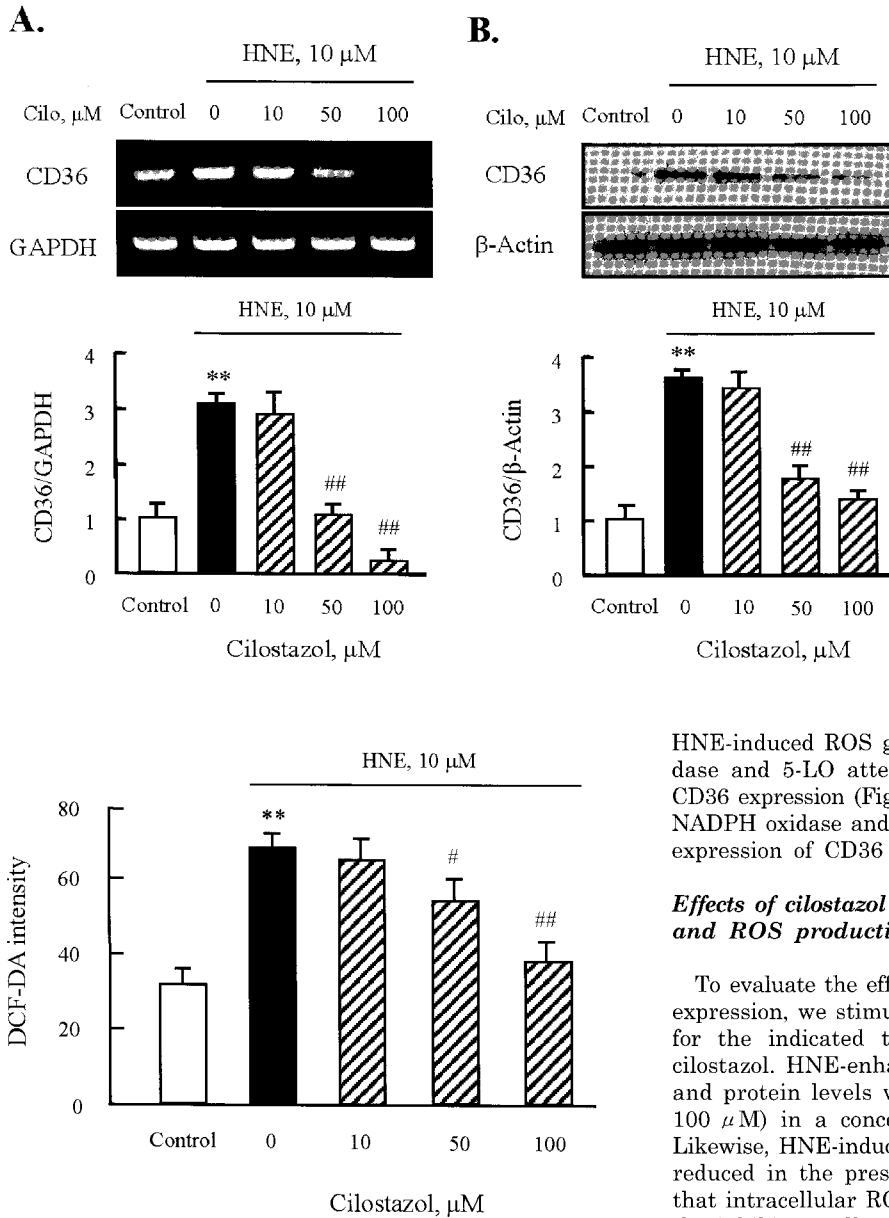 A.
HNE, 10 μM
Cilo, μM Control 0 10 50 100
CD36
GAPDH
HNE, 10 μM
4
3
2
1
0
CD36/GAPDH
**
##
##
Control 0 10 50 100
Cilostazol, μM
B.
HNE, 10 μM
Cilo, μM Control 0 10 50 100
CD36
β-Actin
HNE, 10 μM
4
3
2
1
0
CD36/β-Actin
**
##
##
Control 0 10 50 100
Cilostazol, μM
HNE, 10 μM
80
60
40
20
0
DCF-DA intensity
**
#
##
Control 0 10 50 100
Cilostazol, μM
HNE-induced ROS g
dase and 5-LO atte
CD36 expression (Fig
NADPH oxidase and
expression of CD36
Effects of cilostazol
and ROS producti
To evaluate the eff
expression, we stimu
for the indicated t
cilostazol. HNE-enha
and protein levels v
100 μM) in a conce
Likewise, HNE-induc
reduced in the pres
that intracellular RO